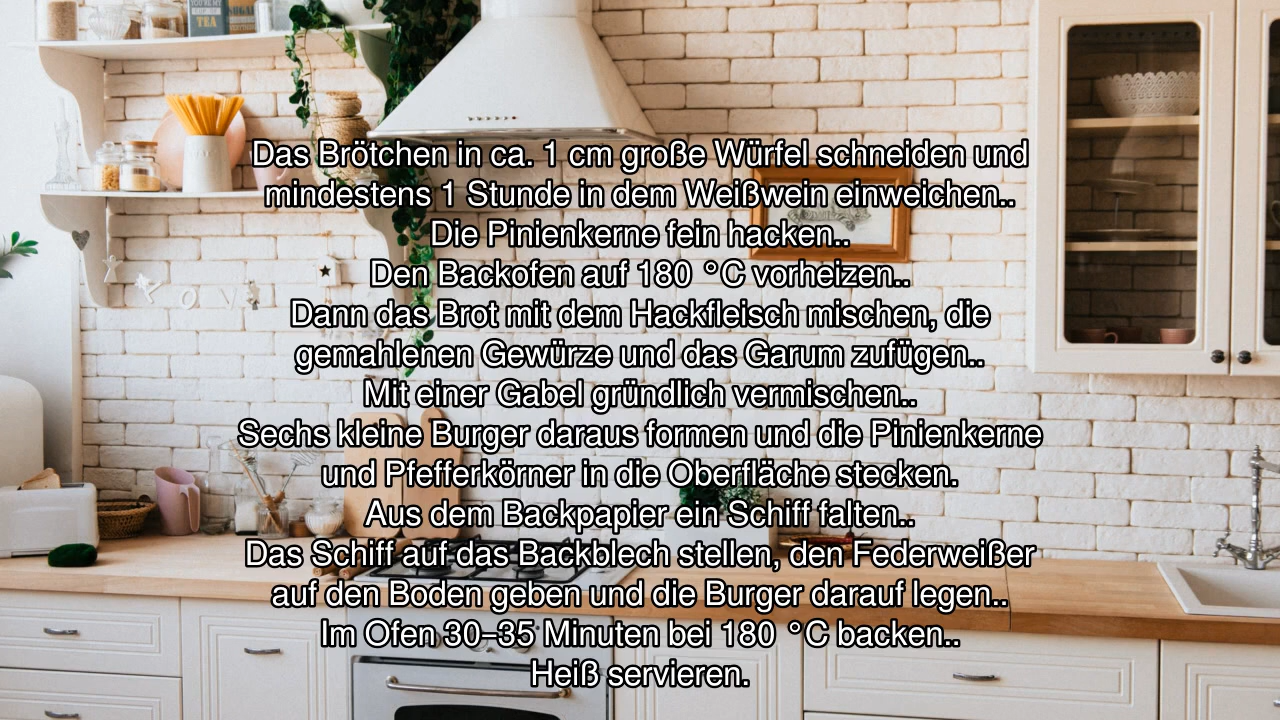 TEA
Das Brötchen in ca. 1 cm große Würfel schneiden und
mindestens 1 Stunde in dem Weißwein einweichen..
Die Pinienkerne fein hacken..
Den Backofen auf 180 °C vorheizen..
Dann das Brot mit dem Hackfleisch mischen, die
gemahlenen Gewürze und das Garum zufügen..
Mit einer Gabel gründlich vermischen..
Sechs kleine Burger daraus formen und die Pinienkerne
und Pfefferkörner in die Oberfläche stecken.
Aus dem Backpapier ein Schiff falten..
Das Schiff auf das Backblech stellen, den Federweißer
auf den Boden geben und die Burger darauf legen..
Im Ofen 30–35 Minuten bei 180 °C backen..
Heiß servieren.